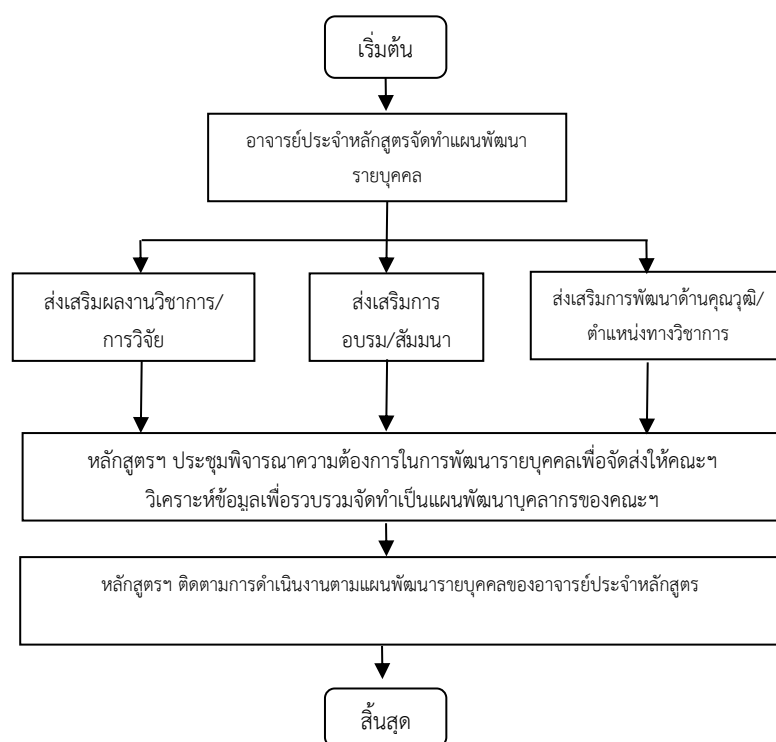 เริ่มต้น
อาจารย์ประจำหลักสูตรจัดทำแผนพัฒนา
รายบุคคล
ส่งเสริมผลงานวิชาการ/
การวิจัย
ส่งเสริมการ
อบรม/สัมมนา
ส่งเสริมการพัฒนาด้านคุณวุฒิ/
ตำแหน่งทางวิชาการ
หลักสูตรฯ ประชุมพิจารณาความต้องการในการพัฒนารายบุคคลเพื่อจัดส่งให้คณะฯ
วิเคราะห์ข้อมูลเพื่อรวบรวมจัดทำเป็นแผนพัฒนาบุคลากรของคณะฯ
หลักสูตรฯ ติดตามการดำเนินงานตามแผนพัฒนารายบุคคลของอาจารย์ประจำหลักสูตร
สิ้นสุด